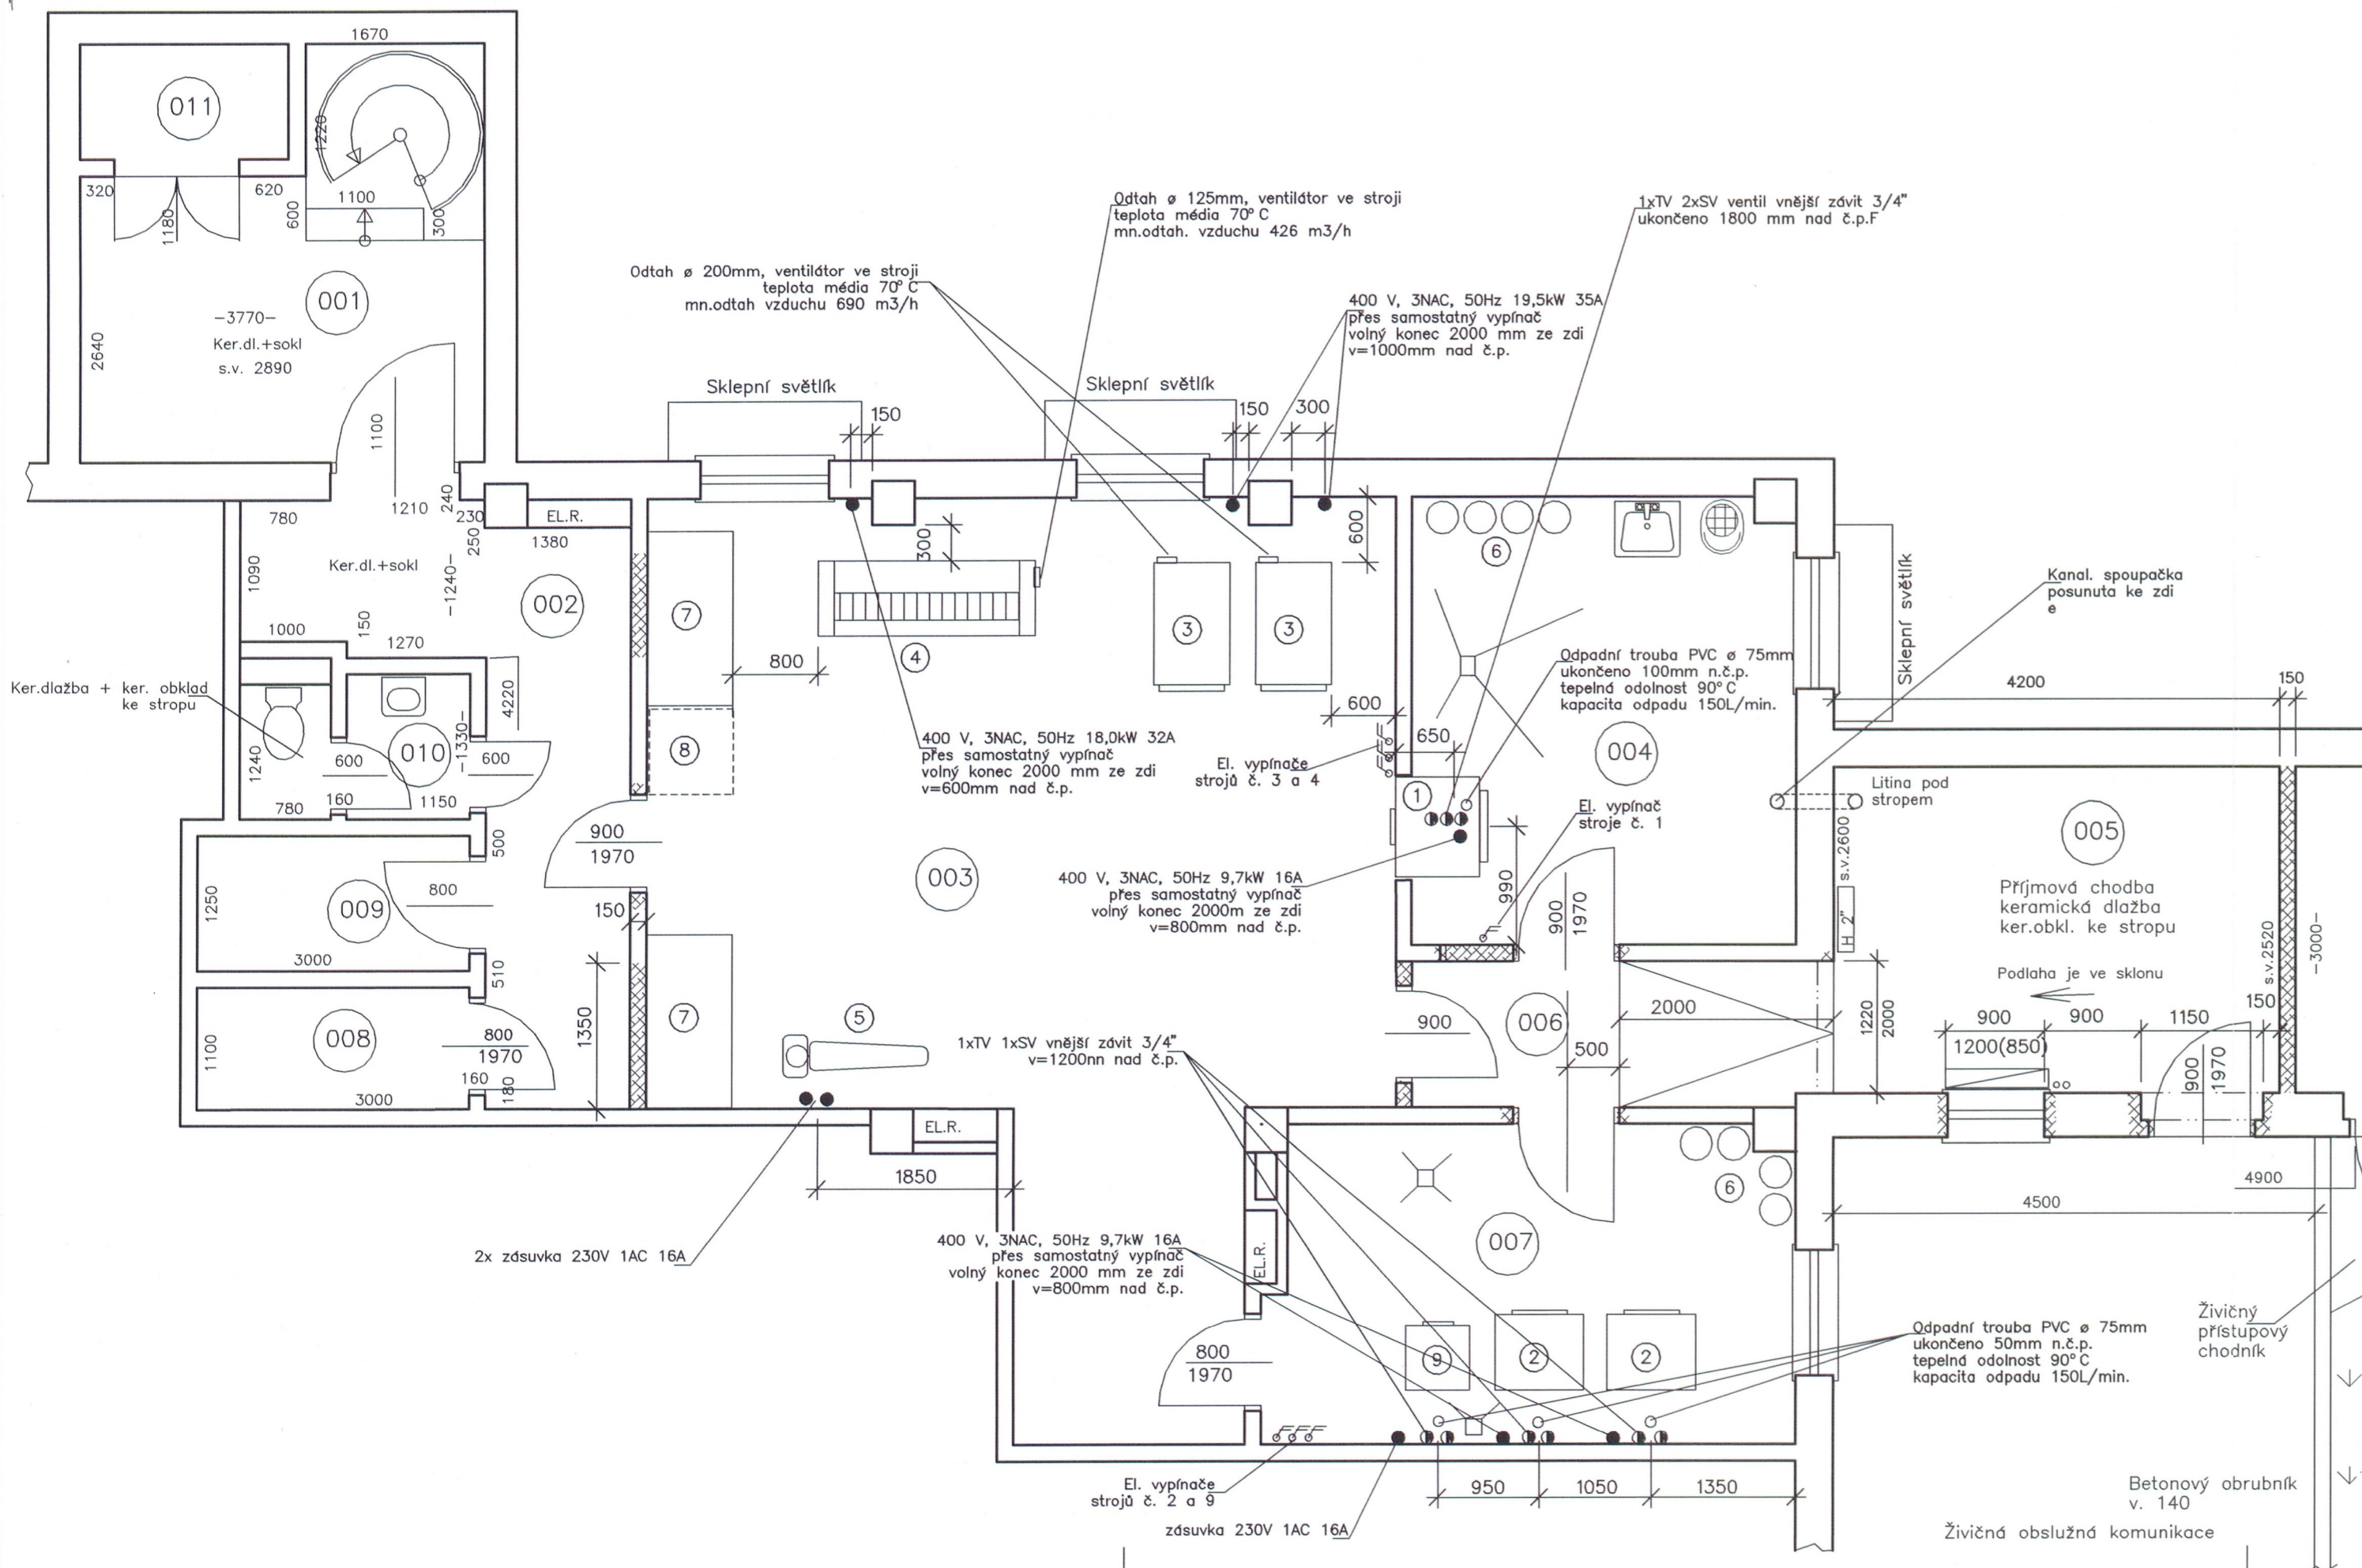 1670
011
1220
320
620
1180
600
1100
300
001
-3770-
Ker.dl.+sokl
s.v. 2890
2640
1100
Odtah ø 125mm, ventilátor ve stroji
teplota média 70°C
mn.odtah. vzduchu 426 m3/h
1xTV 2xSV ventil vnější závit 3/4"
ukončeno 1800 mm nad č.p.F
Odtah ø 200mm, ventilátor ve stroji
teplota média 70°C
mn.odtah vzduchu 690 m3/h
400 V, 3NAC, 50Hz 19,5kW 35A
přes samostatný vypínač
volný konec 2000 mm ze zdi
v=1000mm nad č.p.
Sklepní světlík
150
Sklepní světlík
150
300
780
1210
240
230
250
EL.R.
1380
1090
Ker.dl.+sokl
-1240-
002
1000
150
1270
300
600
6
7
4
3
3
800
8
Sklepní světlík
Kanal. spoupačka
posunuta ke zdi
e
Ker.dlažba + ker. obklad
ke stropu
4220
-1330-
010
1240
600
600
780
160
1150
Odpadní trouba PVC ø 75mm
ukončeno 100mm n.č.p.
tepelná odolnost 90°C
kapacita odpadu 150L/min.
600
650
004
4200
150
400 V, 3NAC, 50Hz 18,0kW 32A
přes samostatný vypínač
volný konec 2000 mm ze zdi
v=600mm nad č.p.
El. vypínače
strojů č. 3 a 4
1
El. vypínač
stroje č. 1
Litina pod
stropem
005
s.v.2600
500
900
1970
003
400 V, 3NAC, 50Hz 9,7kW 16A
přes samostatný vypínač
volný konec 2000m ze zdi
v=800mm nad č.p.
990
900
1970
H 2"
Příjmová chodba
keramická dlažba
ker.obkl. ke stropu
1250
009
800
150
3000
510
s.v.2520
-3000-
Podlaha je ve sklonu
1100
008
800
1970
160
180
3000
1350
7
5
1xTV 1xSV vnější závit 3/4"
v=1200nn nad č.p.
900
006
500
2000
1220
2000
900
900
1150
150
1200(850)
900
1970
EL.R.
1850
6
4900
4500
2x zásuvka 230V 1AC 16A
400 V, 3NAC, 50Hz 9,7kW 16A
přes samostatný vypínač
volný konec 2000 mm ze zdi
v=800mm nad č.p.
EL.R.
007
800
1970
9
2
2
Odpadní trouba PVC ø 75mm
ukončeno 50mm n.č.p.
tepelná odolnost 90°C
kapacita odpadu 150L/min.
Živičný
přístupový
chodník
El. vypínače
strojů č. 2 a 9
950
1050
1350
zásuvka 230V 1AC 16A
Betonový obrubník
v. 140
Živičná obslužná komunikace